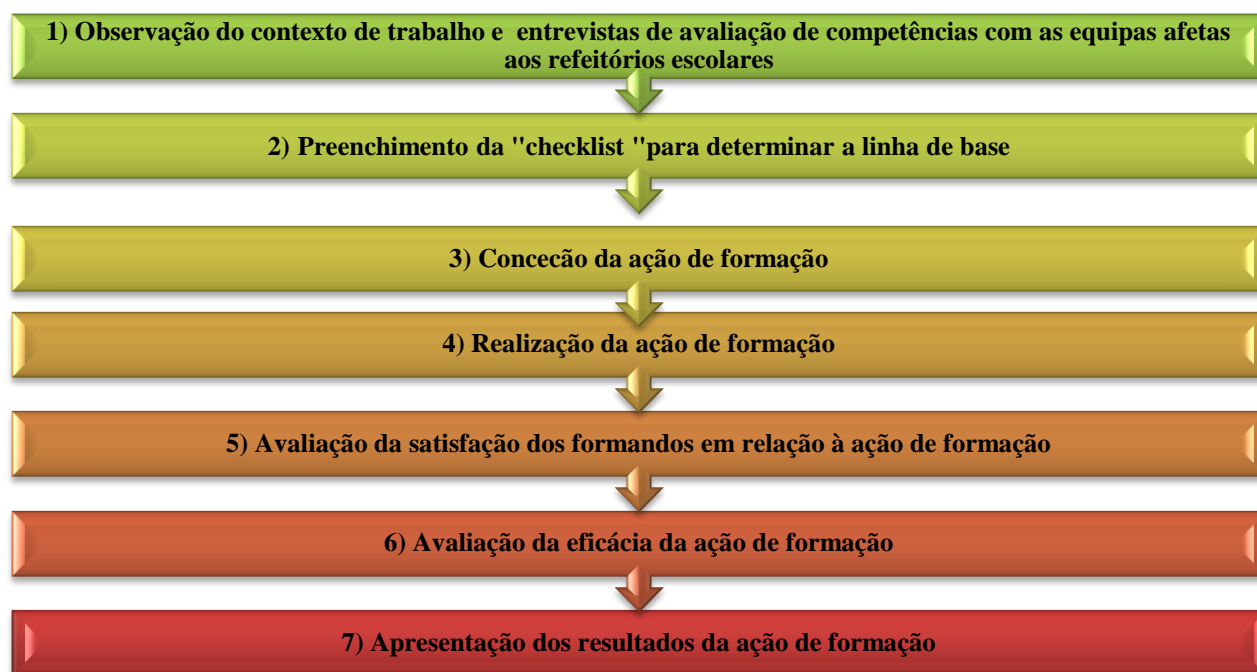 1) Observação do contexto de trabalho e  entrevistas de avaliação de competências com as equipas afetas
aos refeitórios escolares
2) Preenchimento da "checklist "para determinar a linha de base
3) Concecão da ação de formação
4) Realização da ação de formação
5) Avaliação da satisfação dos formandos em relação à ação de formação
6) Avaliação da eficácia da ação de formação
7) Apresentação dos resultados da ação de formação